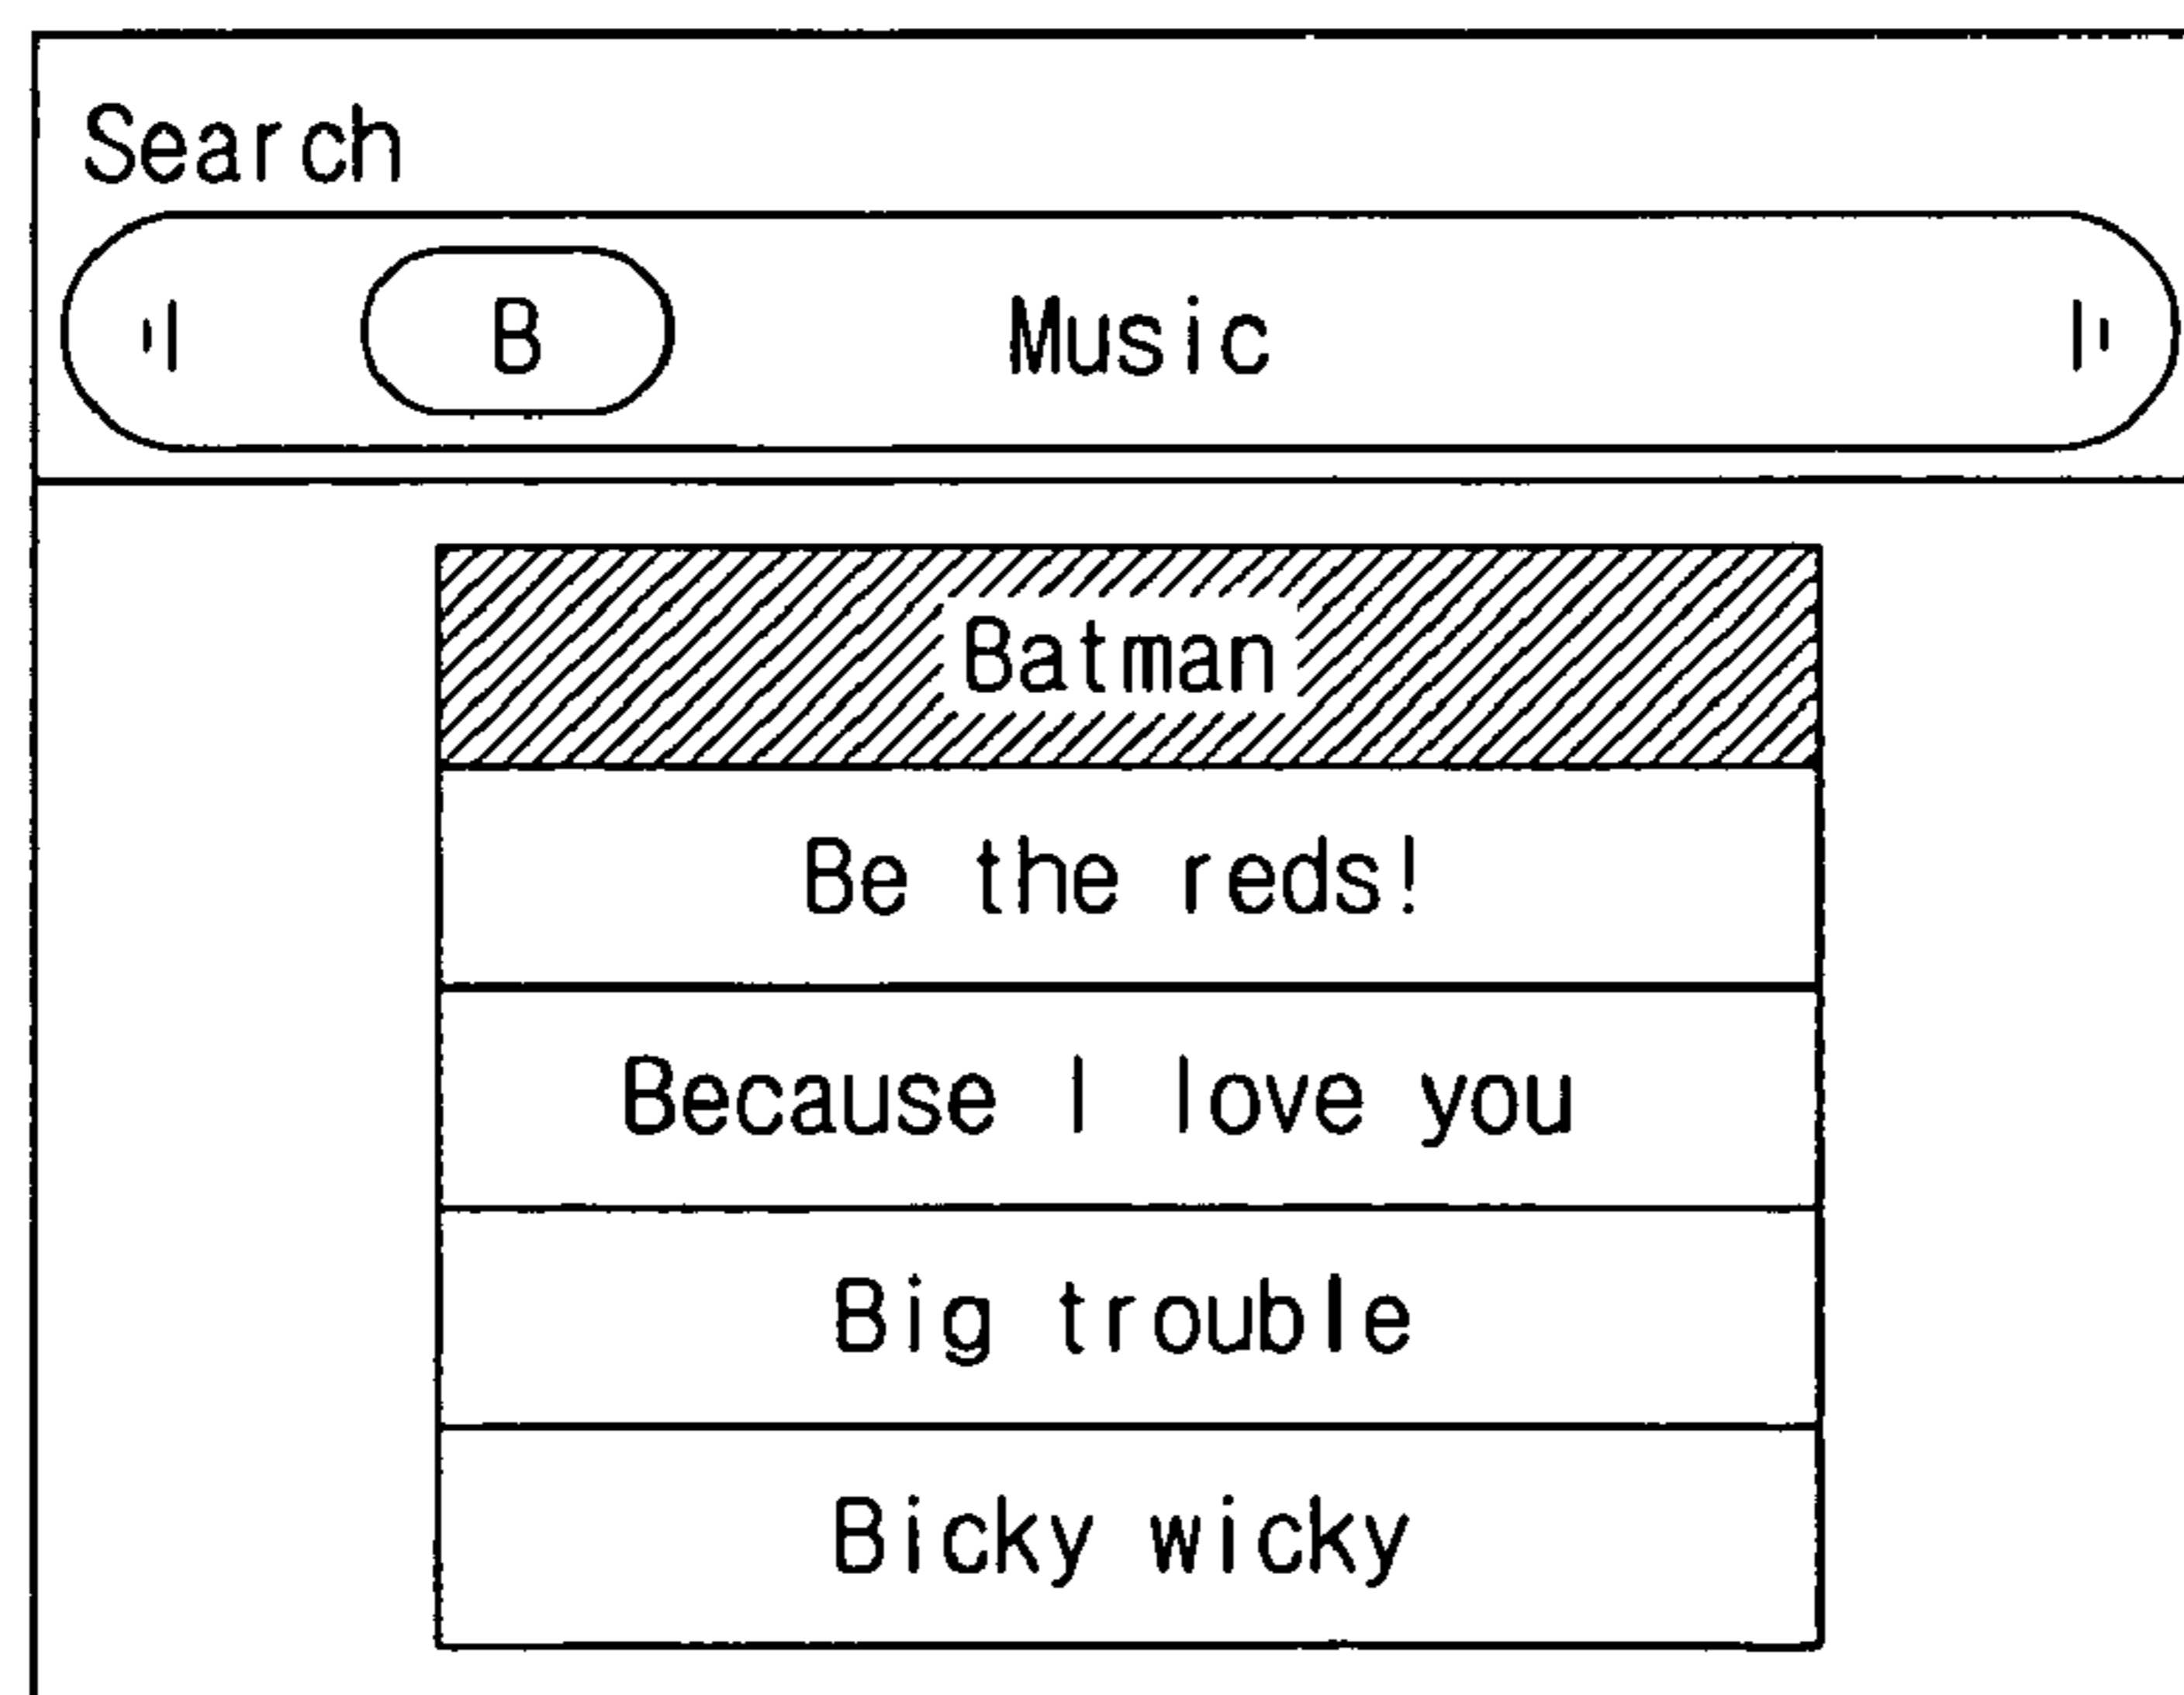 Search
B Music
Batman
Be the reds!
Because I love you
Big trouble
Bicky wicky